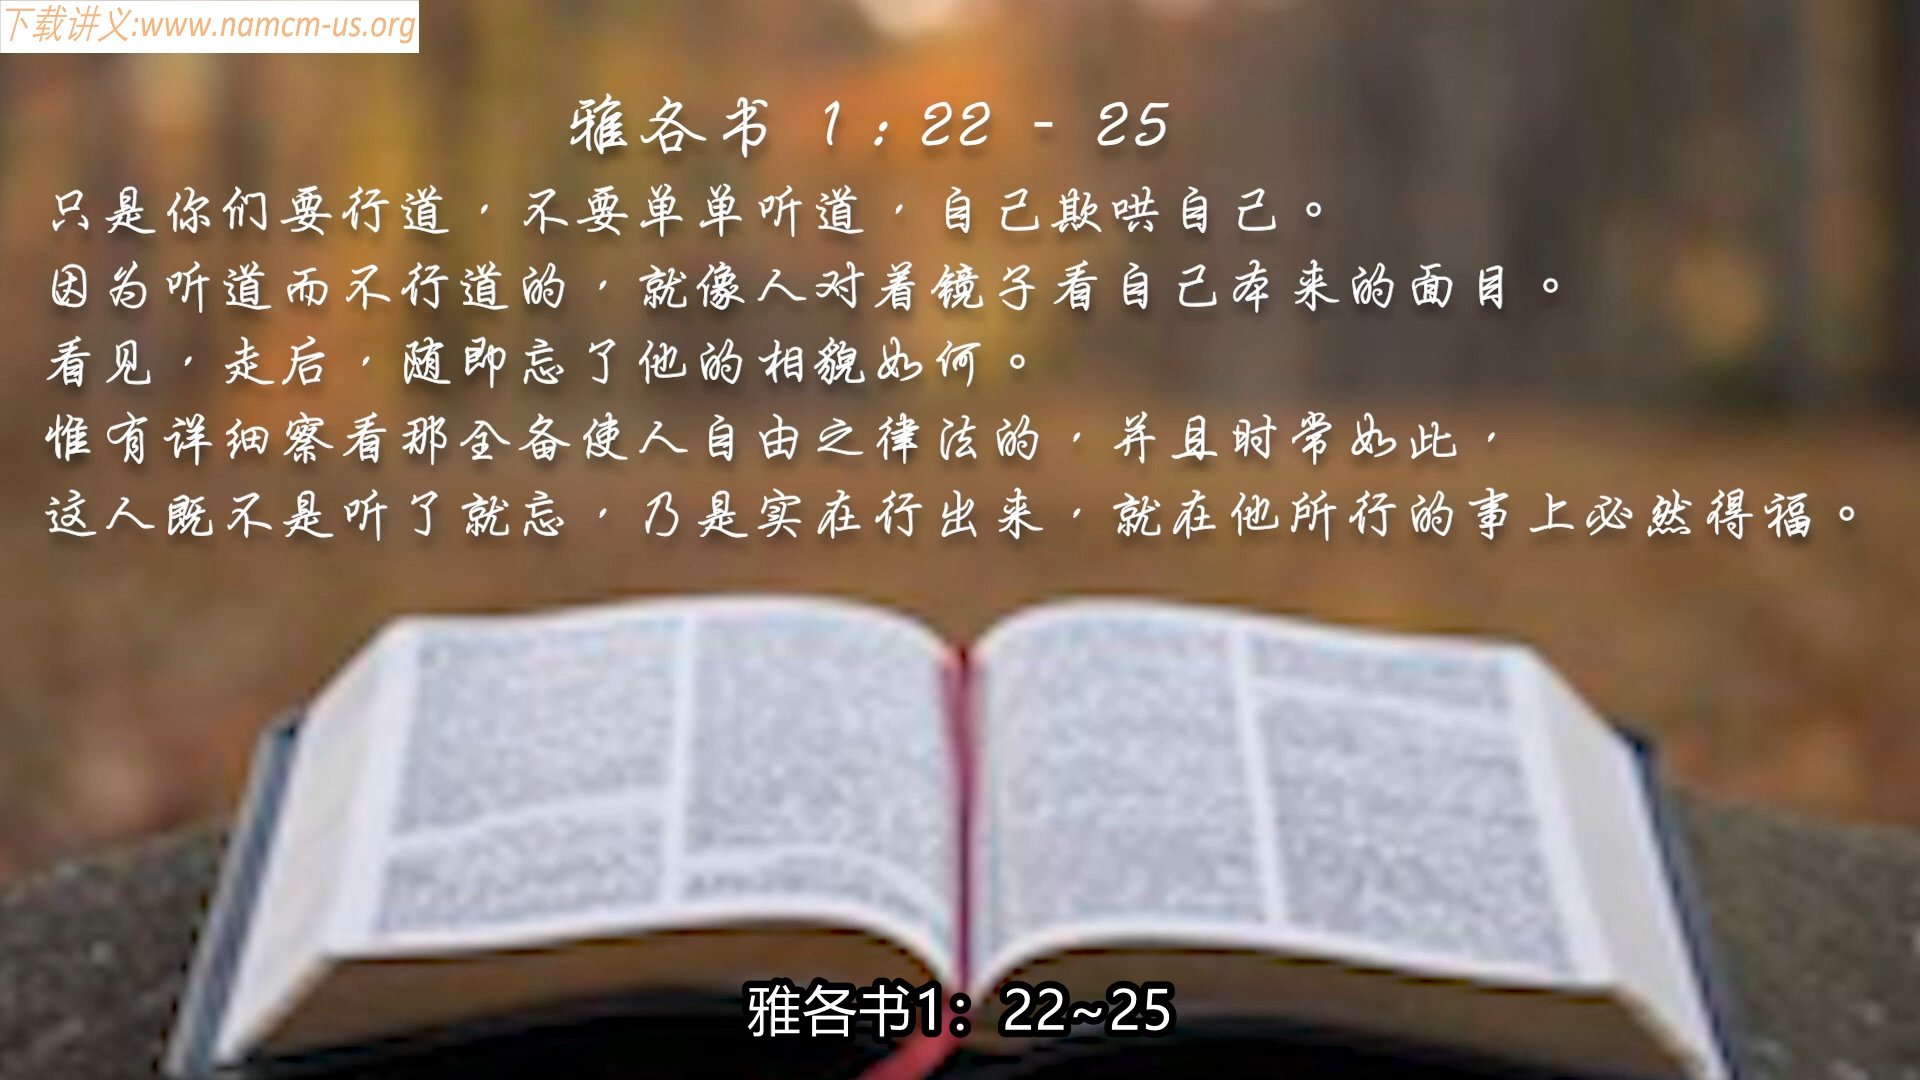 下载讲义:www.namcm-us.org
雅各书 1:22 - 25
只是你们要行道，不要单单听道，自己欺哄自己。
因为听道而不行道的，就像人对着镜子看自己本来的面目。
看见，走后，随即忘了他的相貌如何。
惟有详细察看那全备使人自由之律法的，并且时常如此，
这人既不是听了就忘，乃是实在行出来，就在他所行的事上必然得福。
雅各书1：22~25